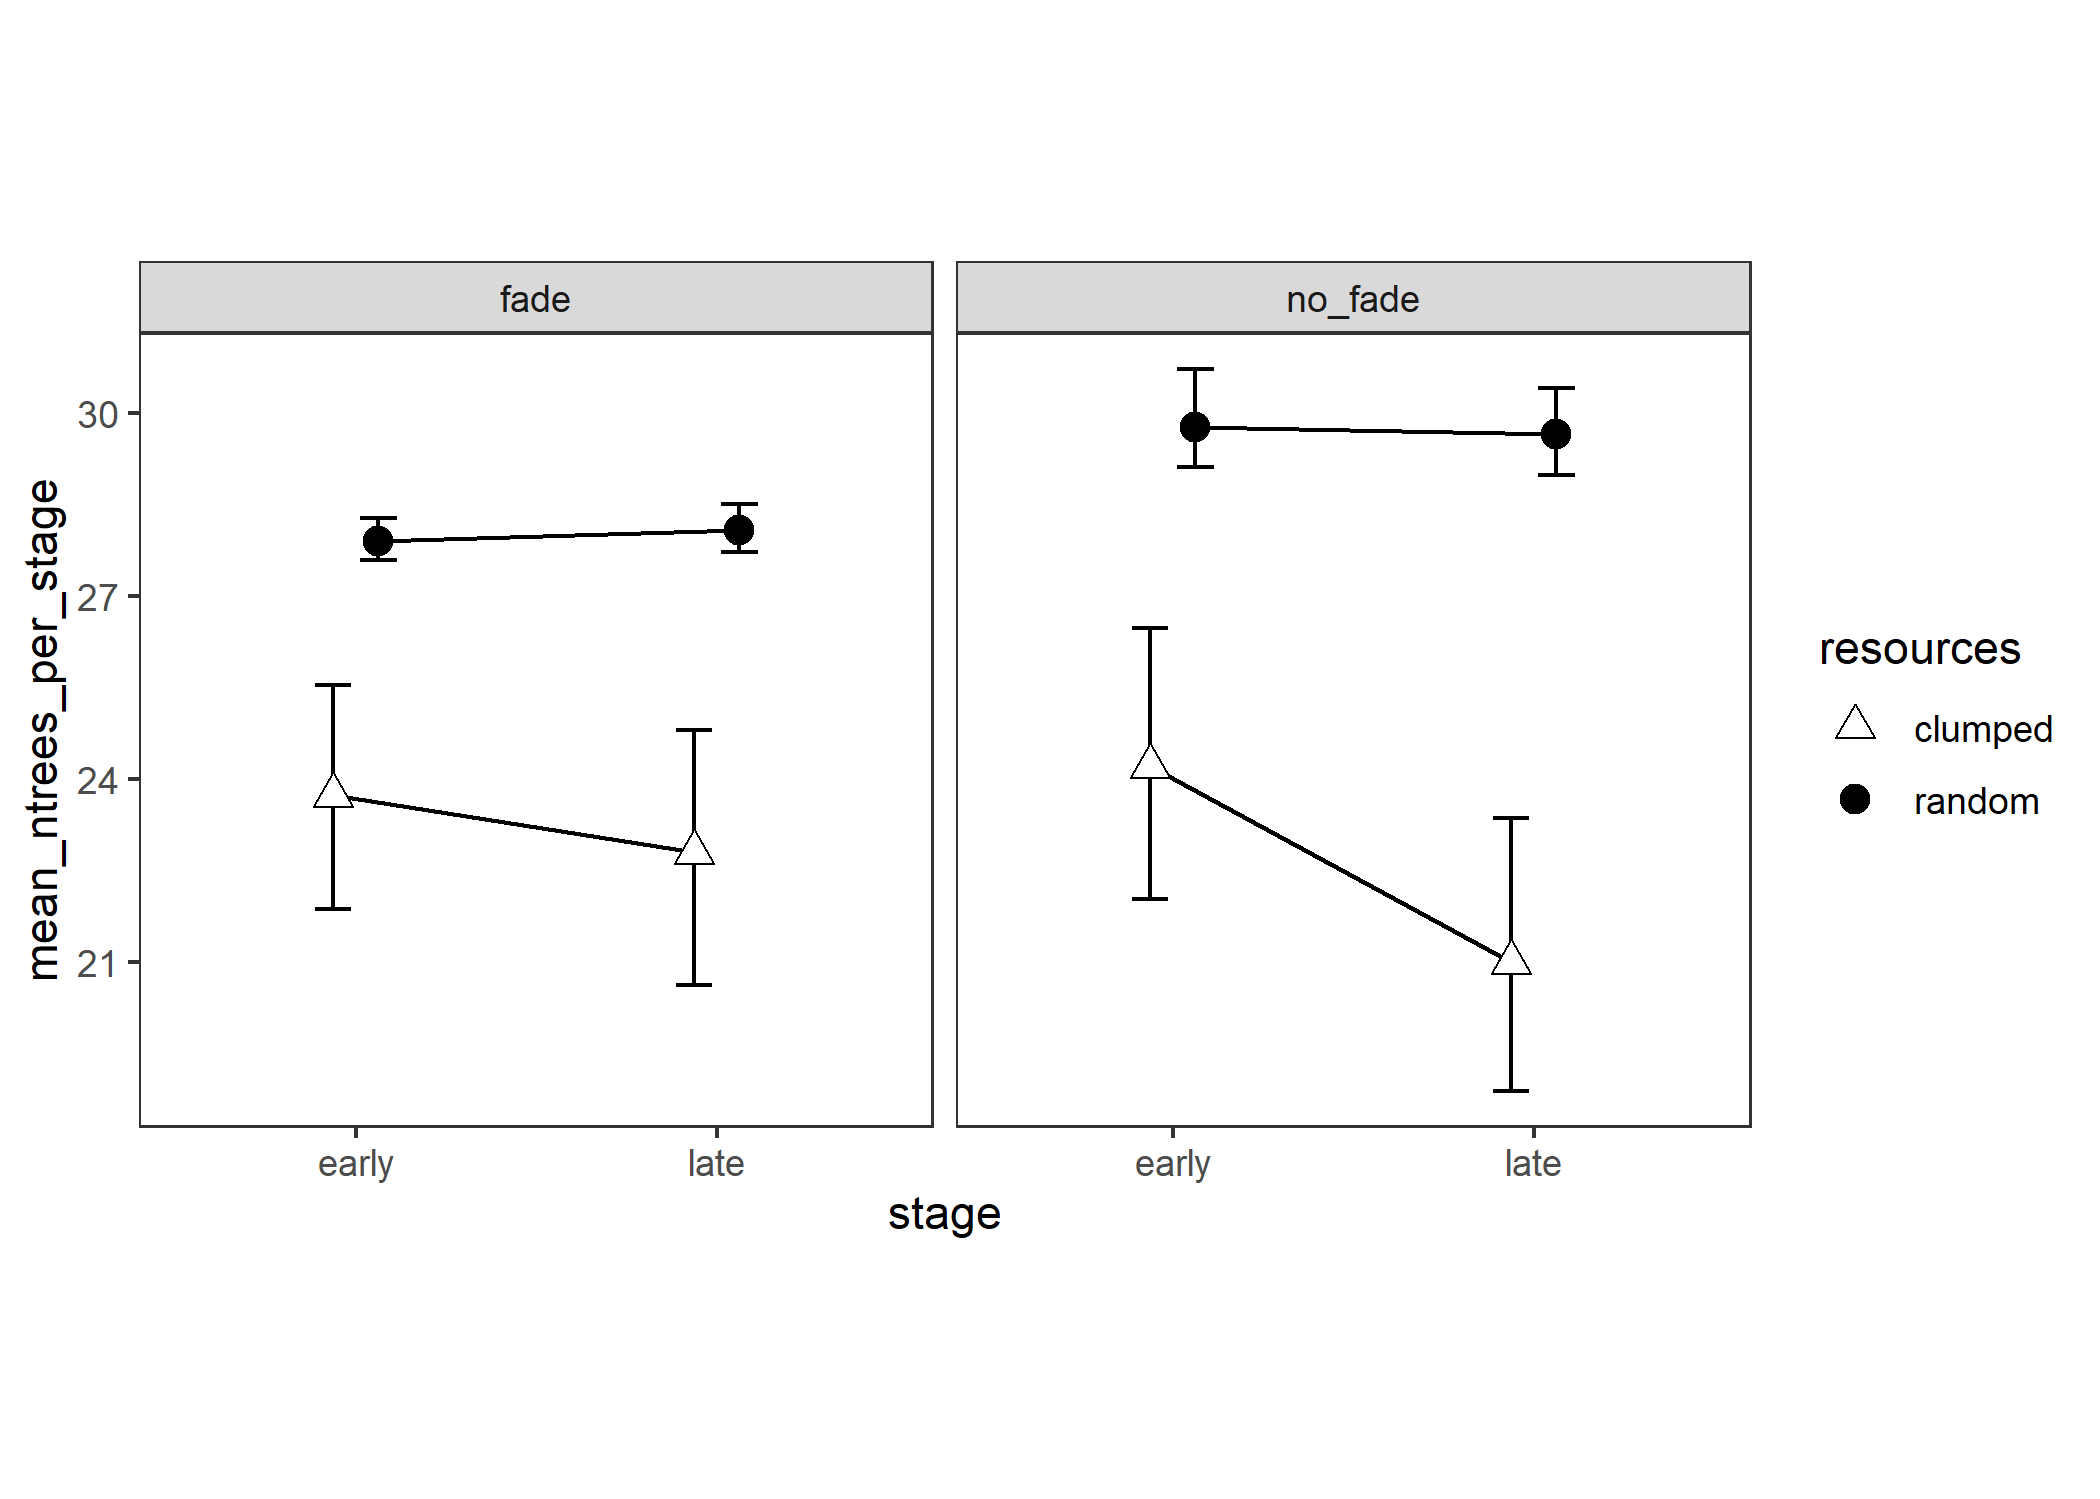 fade
no_fade
mean_ntrees_per_stage
30
27
24
21
early
late
early
late
stage
resources
clumped
random